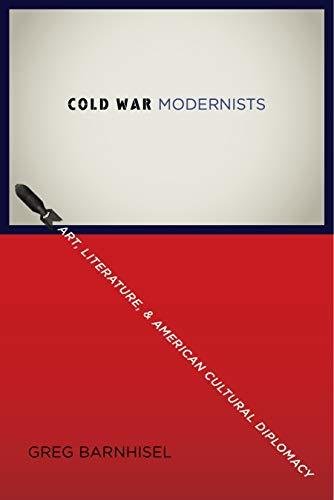 COLD WAR MODERNISTS
ART, LITERATURE, & AMERICAN CULTURAL DIPLOMACY
GREG BARNHISEL